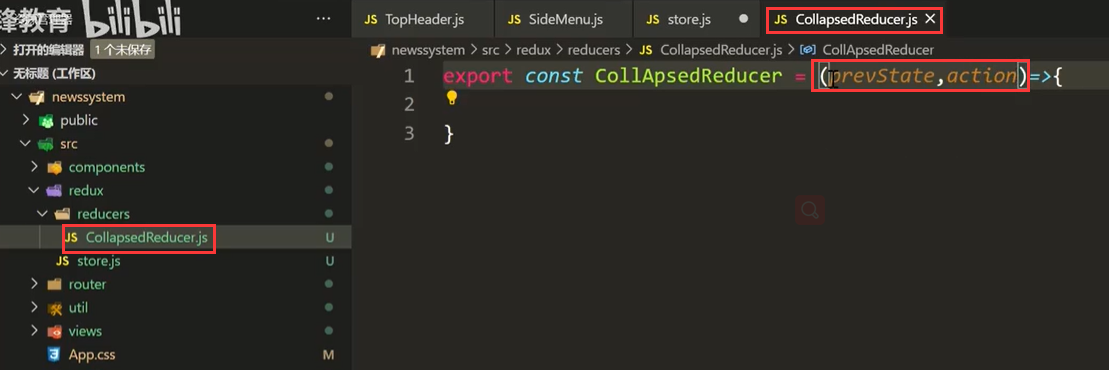 锋教育 bilibili
打开的编辑器 1 个未保存
无标题 (工作区)
newssystem
public
src
components
redux
reducers
JS CollapsedReducer.js U
JS store.js U
router
util
views
App.css M
JS TopHeader.js JS SideMenu.js JS store.js JS CollapsedReducer.js
newssystem > src > redux > reducers > JS CollapsedReducer.js > CollApsedReducer
1 export const CollApsedReducer = (prevState,action)=>{
2
3 }